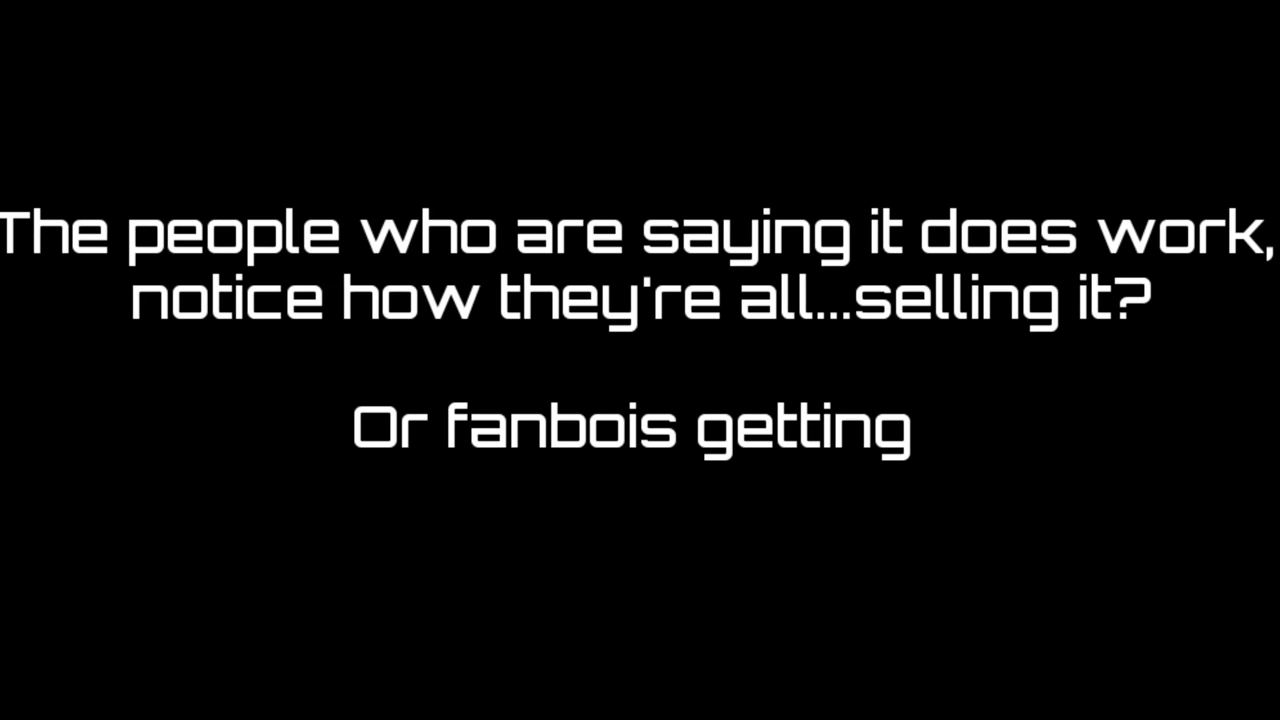 The people who are saying it does work,
notice how they're all...selling it?
Or fanbois getting